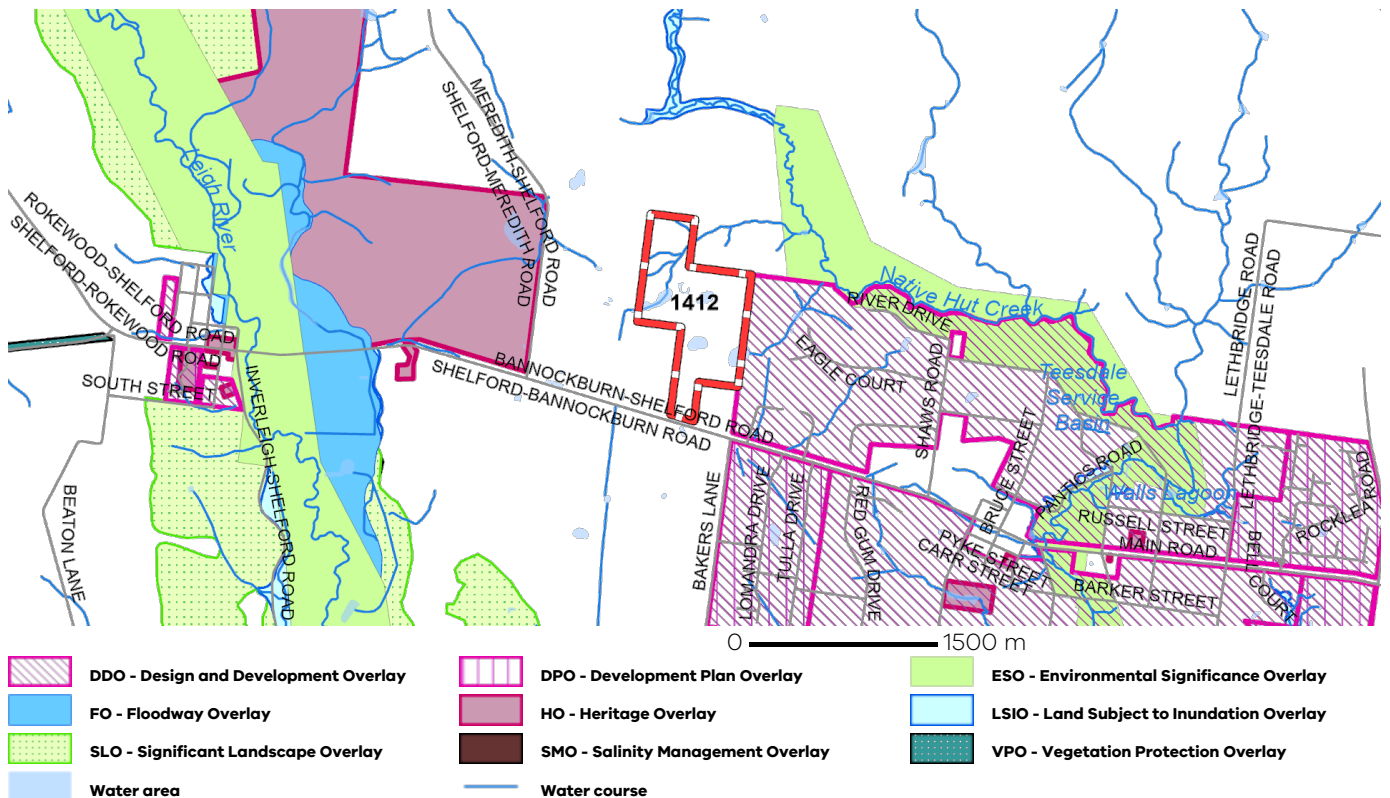 MEREDITH-SHELFORD ROAD
SHELFORD-MEREDITH ROAD
Leigh River
ROKEWOOD-SHELFORD ROAD
SHELFORD-ROKEWOOD ROAD
SOUTH STREET
INVERLEIGH-SHELFORD ROAD
BEATON LANE
1412
BANNOCKBURN-SHELFORD ROAD
SHELFORD-BANNOCKBURN ROAD
Native Hut Creek
RIVER DRIVE
EAGLE COURT
SHAWS ROAD
Teesdale
Service
Basin
LETHBRIDGE ROAD
LETHBRIDGE-TEESDALE ROAD
BRUCE STREET
PANTICS ROAD
Walls Lagoon
RUSSELL STREET
MAIN ROAD
ROCKLEA ROAD
BAKERS LANE
LOMANDRA DRIVE
TULLA DRIVE
RED GUM DRIVE
PYKE STREET
CARR STREET
BARKER STREET
BELT COURT
0 1500 m
DDO - Design and Development Overlay
DPO - Development Plan Overlay
ESO - Environmental Significance Overlay
FO - Floodway Overlay
HO - Heritage Overlay
LSIO - Land Subject to Inundation Overlay
SLO - Significant Landscape Overlay
SMO - Salinity Management Overlay
VPO - Vegetation Protection Overlay
Water area
Water course